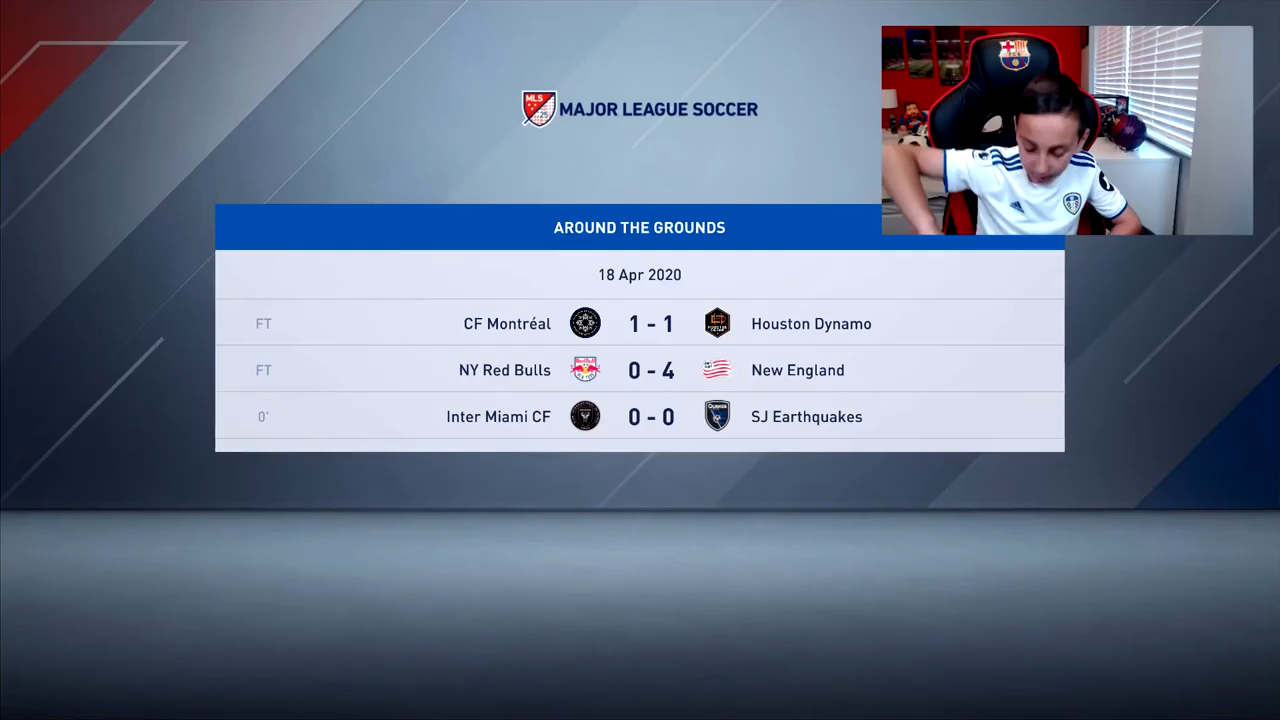 MLS
MAJOR LEAGUE SOCCER
AROUND THE GROUNDS
18 Apr 2020
FT CF Montréal 1 - 1 Houston Dynamo
FT NY Red Bulls 0 - 4 New England
0' Inter Miami CF 0 - 0 SJ Earthquakes